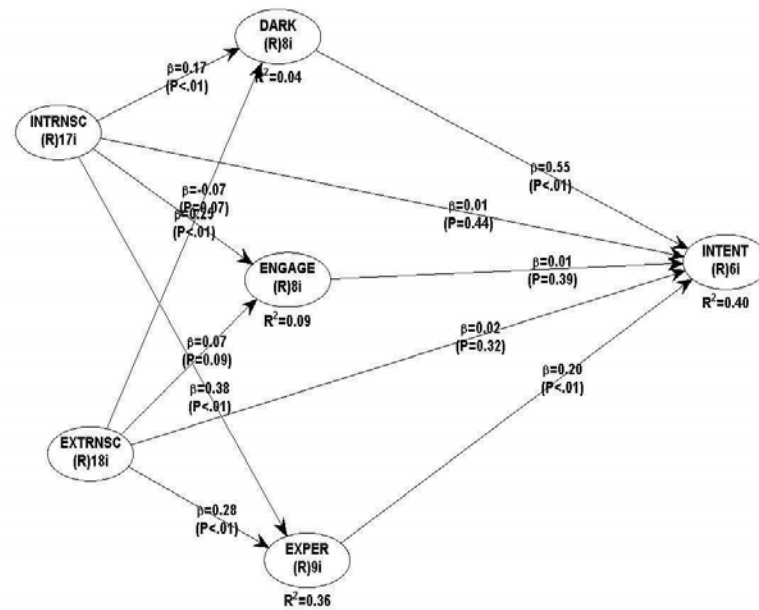 DARK
(R)8i
R²=0.04
β=0.17
(P<.01)
INTRNSC
(R)17i
β=0.55
(P<.01)
β=-0.07
(P=0.07)
β=0.25
(P<.01)
β=0.01
(P=0.44)
INTENT
(R)6i
R²=0.40
ENGAGE
(R)8i
R²=0.09
β=0.01
(P=0.39)
β=0.07
(P=0.09)
β=0.02
(P=0.32)
β=0.38
(P<.01)
β=0.20
(P<.01)
EXTRNSC
(R)18i
β=0.28
(P<.01)
EXPER
(R)9i
R²=0.36